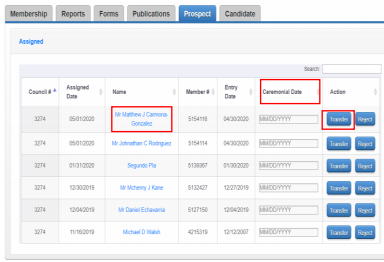 Membership Reports Forms Publications Prospect Candidate
Assigned
Search:
Council # Assigned Date Name Member # Entry Date Ceremonial Date Action
3274 05/01/2020 Mr Matthew J Carmona-Gonzalez 5154116 04/30/2020 MM/DD/YYYY Transfer Reject
3274 05/01/2020 Mr Johnathan C Rodriguez 5154114 04/30/2020 MM/DD/YYYY Transfer Reject
3274 01/31/2020 Segundo Pla 5138367 01/30/2020 MM/DD/YYYY Transfer Reject
3274 12/30/2019 Mr Mcheny J Kane 5132427 12/27/2019 MM/DD/YYYY Transfer Reject
3274 12/04/2019 Mr Daniel Echavarria 5127150 12/04/2019 MM/DD/YYYY Transfer Reject
3274 11/16/2019 Michael D Walsh 4215319 12/12/2007 MM/DD/YYYY Transfer Reject